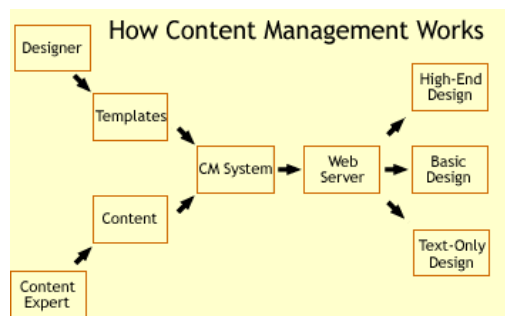 How Content Management Works
Designer
Templates
Content
Content
Expert
CM System
Web
Server
High-End
Design
Basic
Design
Text-Only
Design